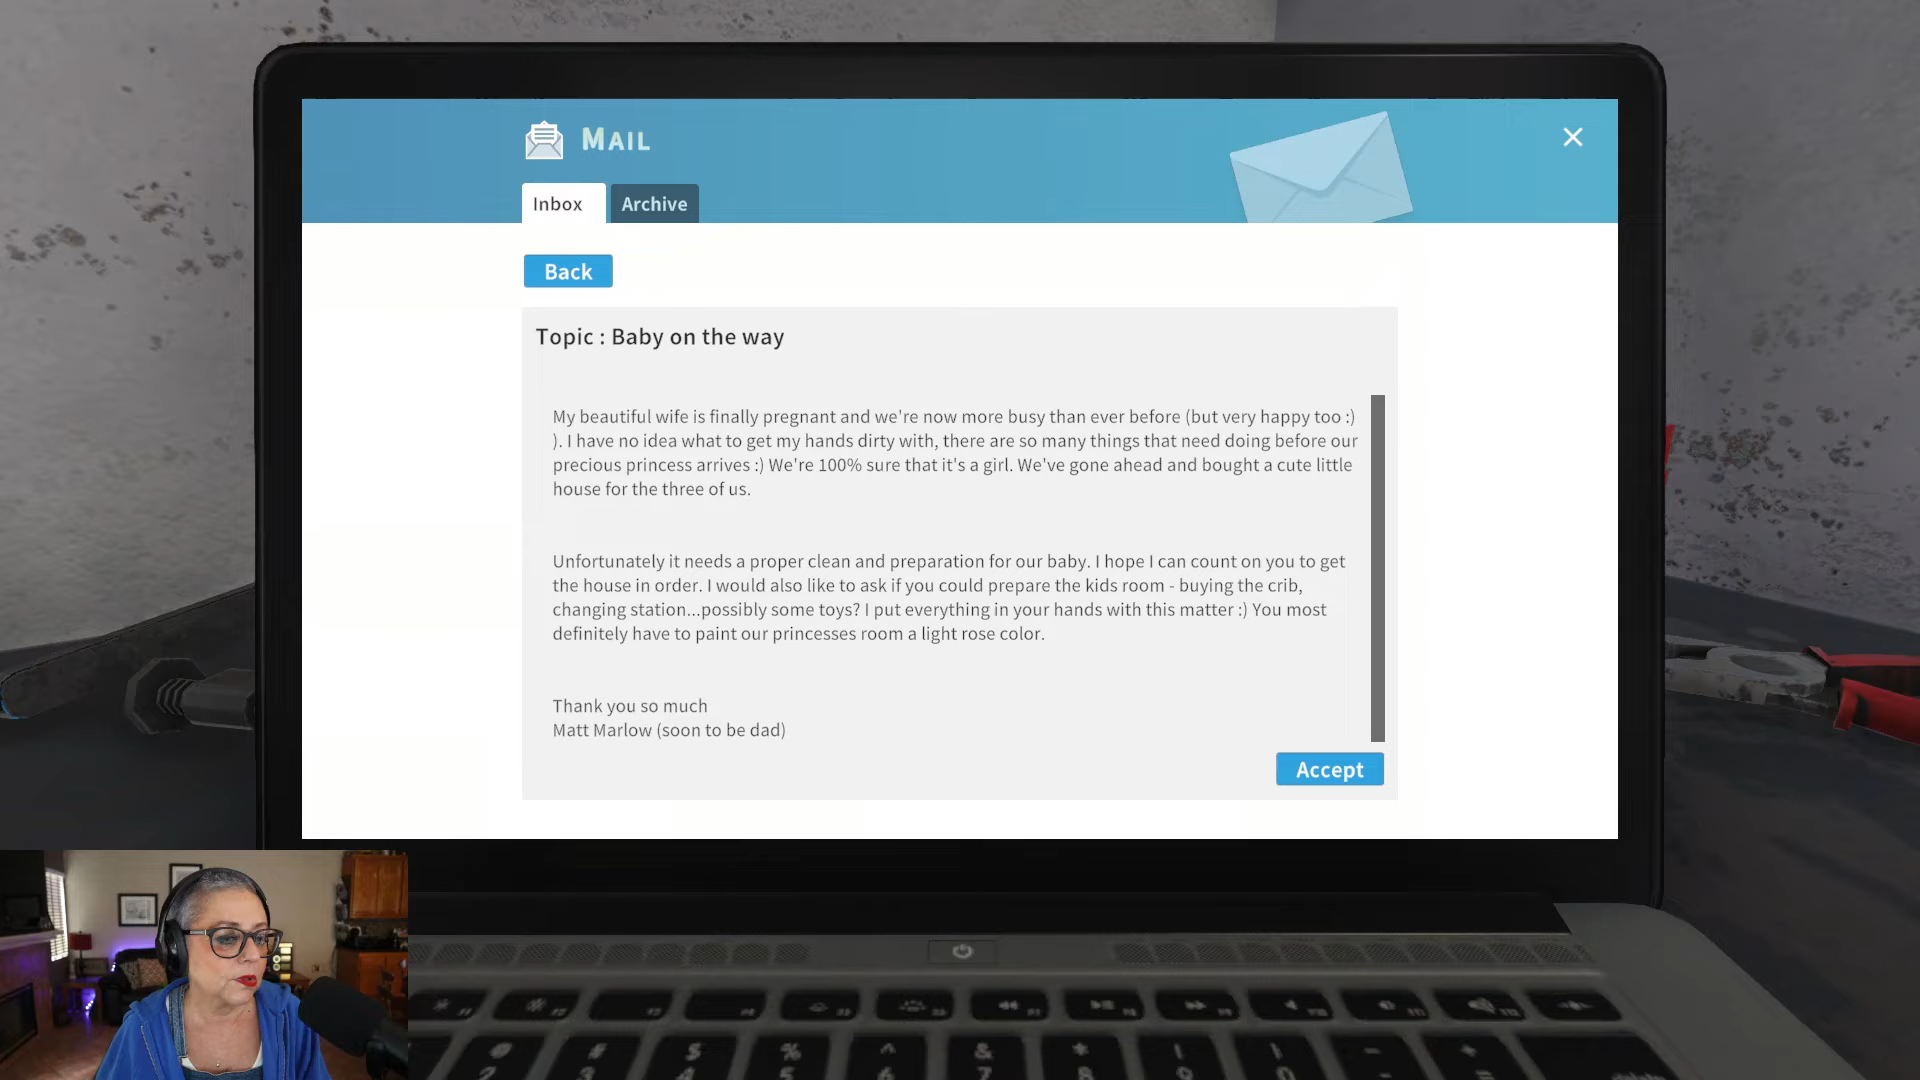 MAIL
Inbox
Archive
Back
Topic : Baby on the way
My beautiful wife is finally pregnant and we're now more busy than ever before (but very happy too :)
). I have no idea what to get my hands dirty with, there are so many things that need doing before our
precious princess arrives :) We're 100% sure that it's a girl. We've gone ahead and bought a cute little
house for the three of us.
Unfortunately it needs a proper clean and preparation for our baby. I hope I can count on you to get
the house in order. I would also like to ask if you could prepare the kids room - buying the crib,
changing station...possibly some toys? I put everything in your hands with this matter :) You most
definitely have to paint our princesses room a light rose color.
Thank you so much
Matt Marlow (soon to be dad)
Accept